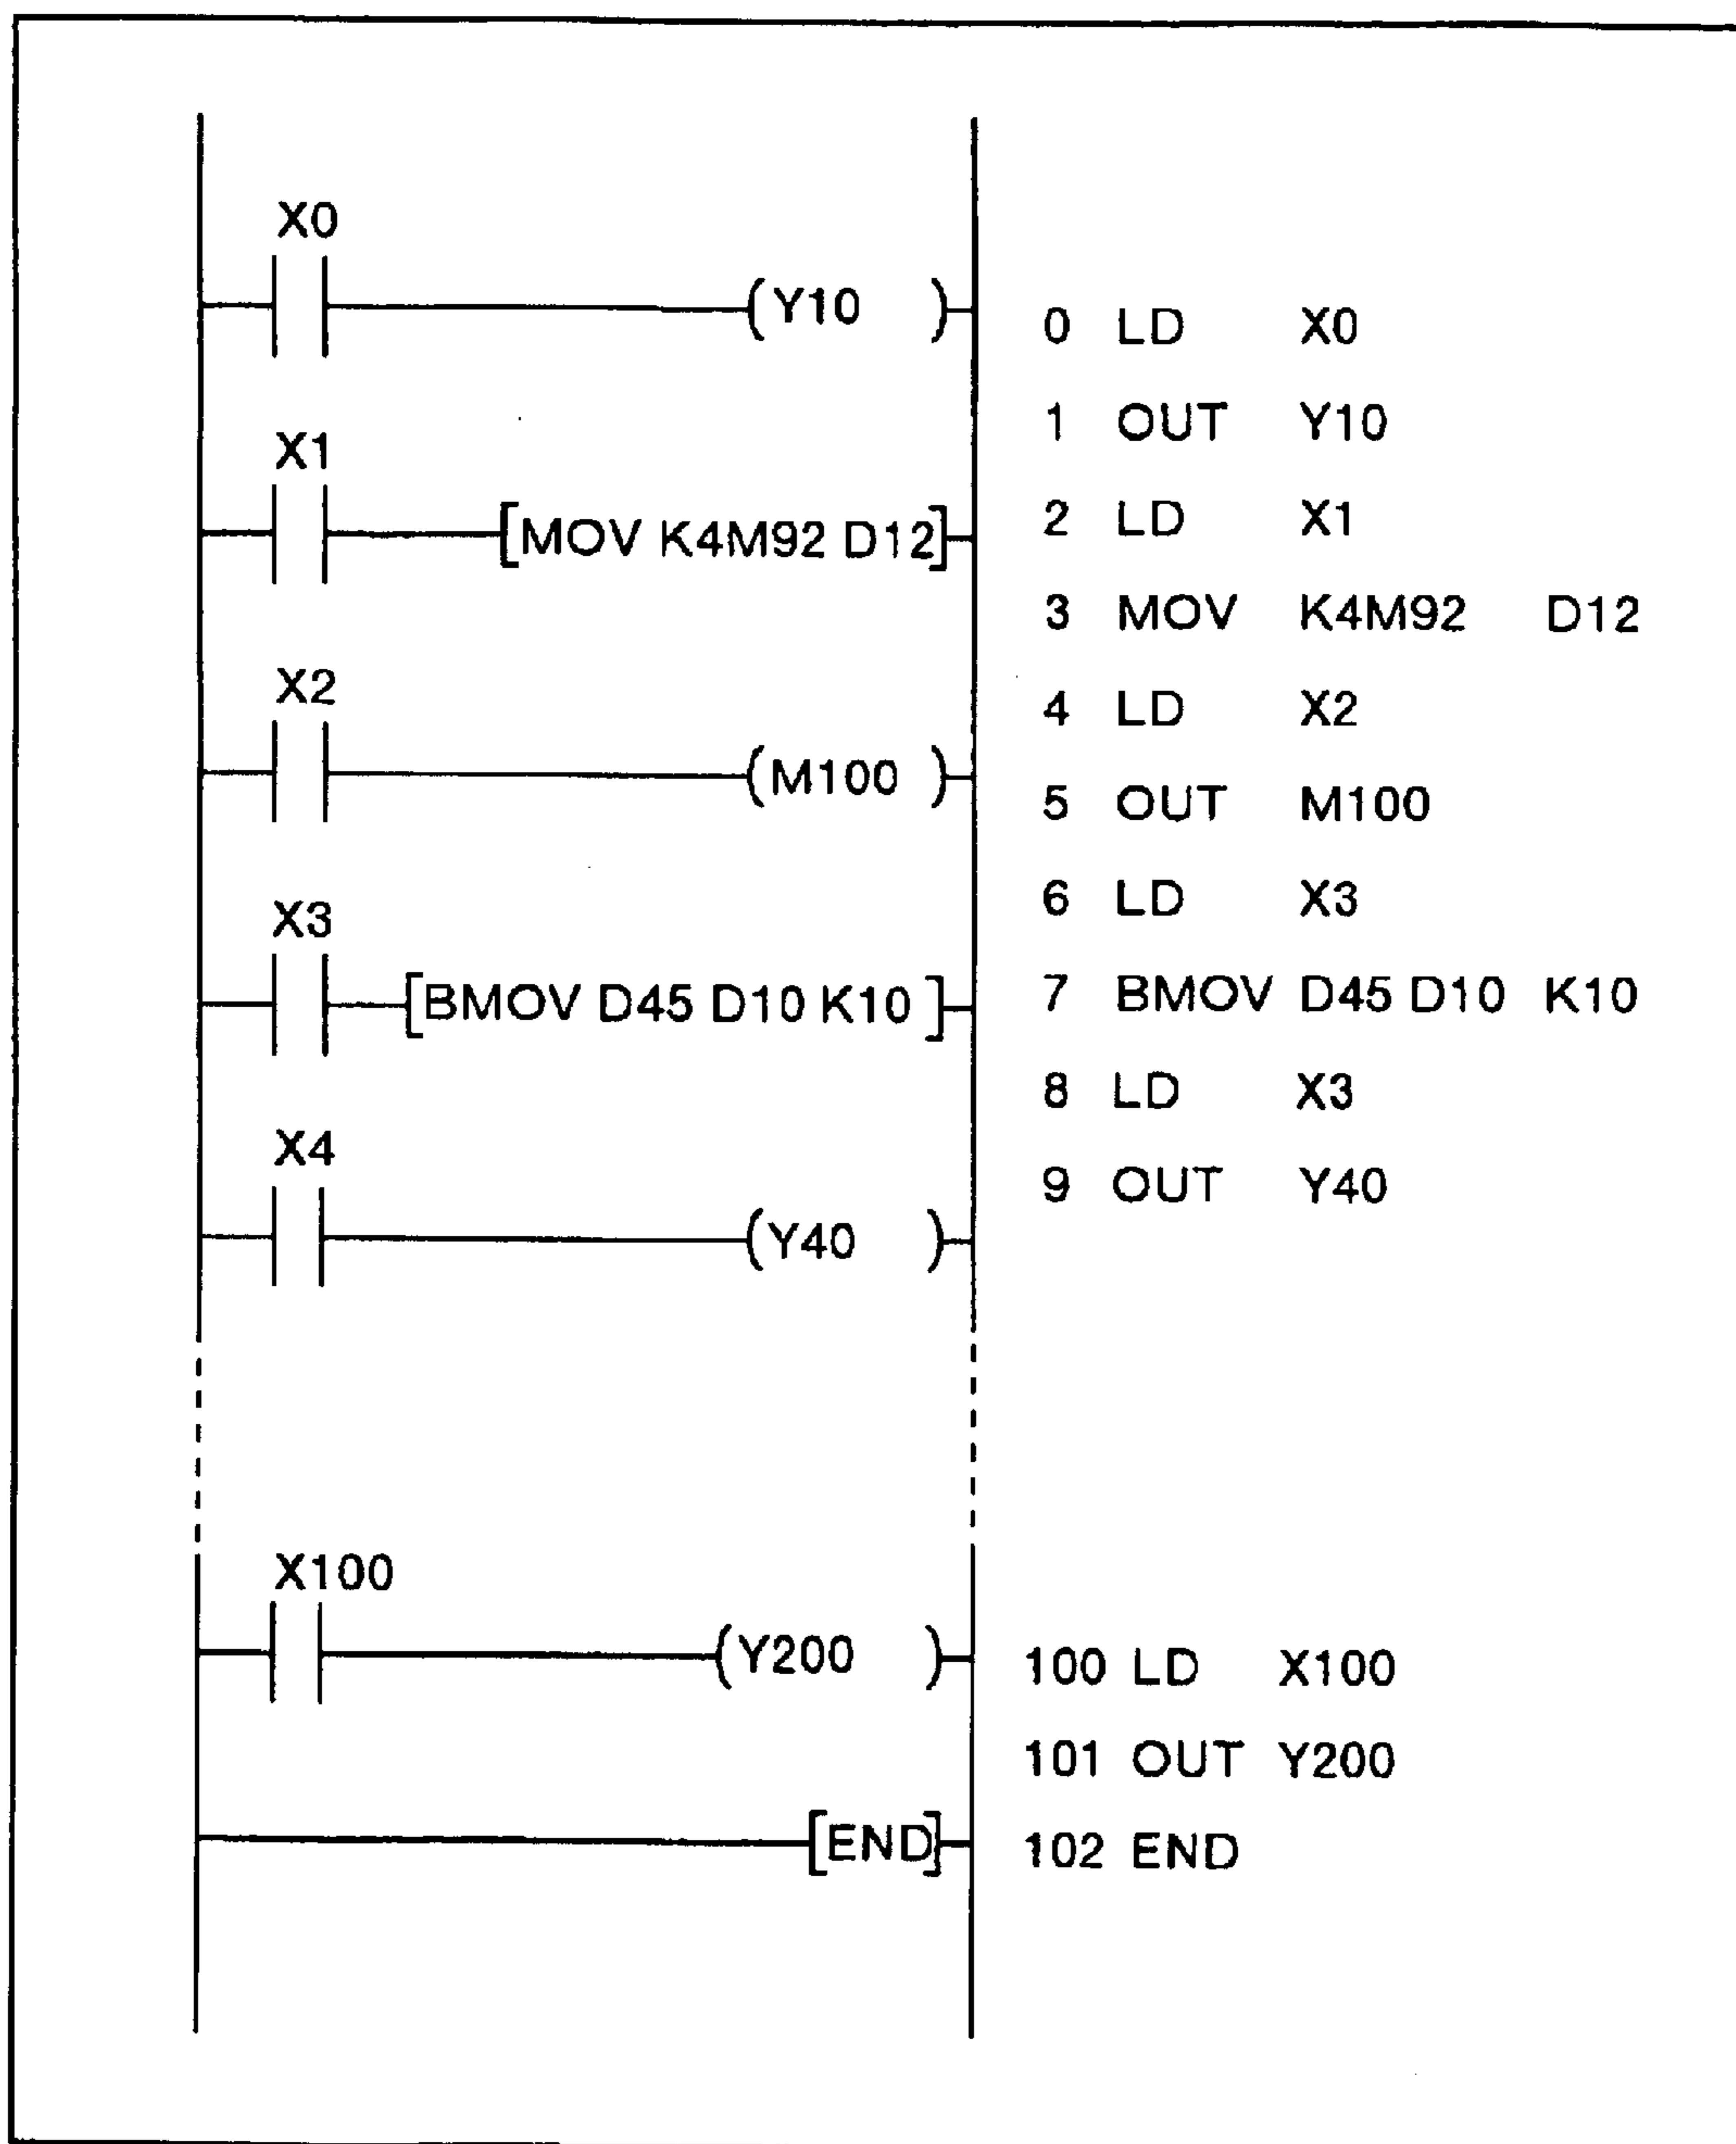 X0
(Y10 )
X1
[MOV K4M92 D12]
X2
(M100 )
X3
[BMOV D45 D10 K10 ]
X4
(Y40 )
X100
(Y200 )
[END]
0 LD X0
1 OUT Y10
2 LD X1
3 MOV K4M92 D12
4 LD X2
5 OUT M100
6 LD X3
7 BMOV D45 D10 K10
8 LD X3
9 OUT Y40
100 LD X100
101 OUT Y200
102 END